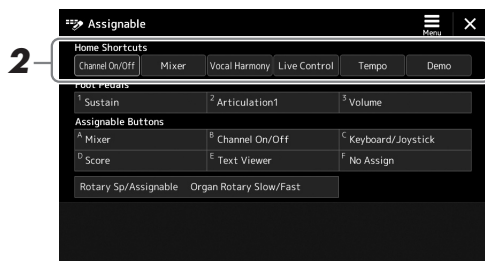 Assignable
Menu
2
Home Shortcuts
Channel On/Off Mixer Vocal Harmony Live Control Tempo Demo
Foot Pedals
1 Sustain 2 Articulation1 3 Volume
Assignable Buttons
A Mixer B Channel On/Off C Keyboard/Joystick
D Score E Text Viewer F No Assign
Rotary Sp/Assignable Organ Rotary Slow/Fast